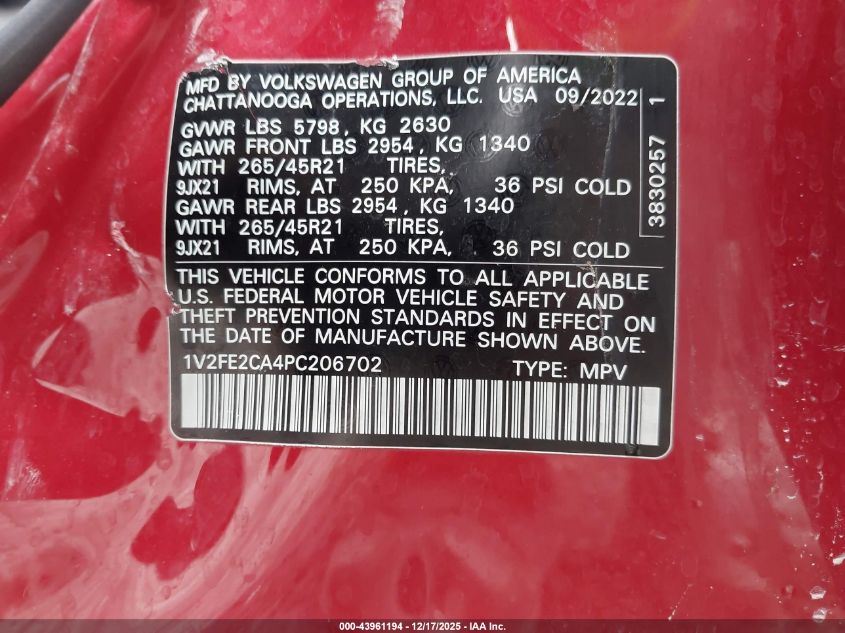 MFD BY VOLKSWAGEN GROUP OF AMERICA
CHATTANOOGA OPERATIONS, LLC. USA 09/2022
GVWR LBS 5798, KG 2630
GAWR FRONT LBS 2954, KG 1340
WITH 265/45R21 TIRES,
9JX21 RIMS, AT 250 KPA, 36 PSI COLD
GAWR REAR LBS 2954, KG 1340
WITH 265/45R21 TIRES,
9JX21 RIMS, AT 250 KPA, 36 PSI COLD
3830257 1
THIS VEHICLE CONFORMS TO ALL APPLICABLE
U.S. FEDERAL MOTOR VEHICLE SAFETY AND
THEFT PREVENTION STANDARDS IN EFFECT ON
THE DATE OF MANUFACTURE SHOWN ABOVE.
1V2FE2CA4PC206702 TYPE: MPV
000-43961194 - 12/17/2025 - IAA Inc.